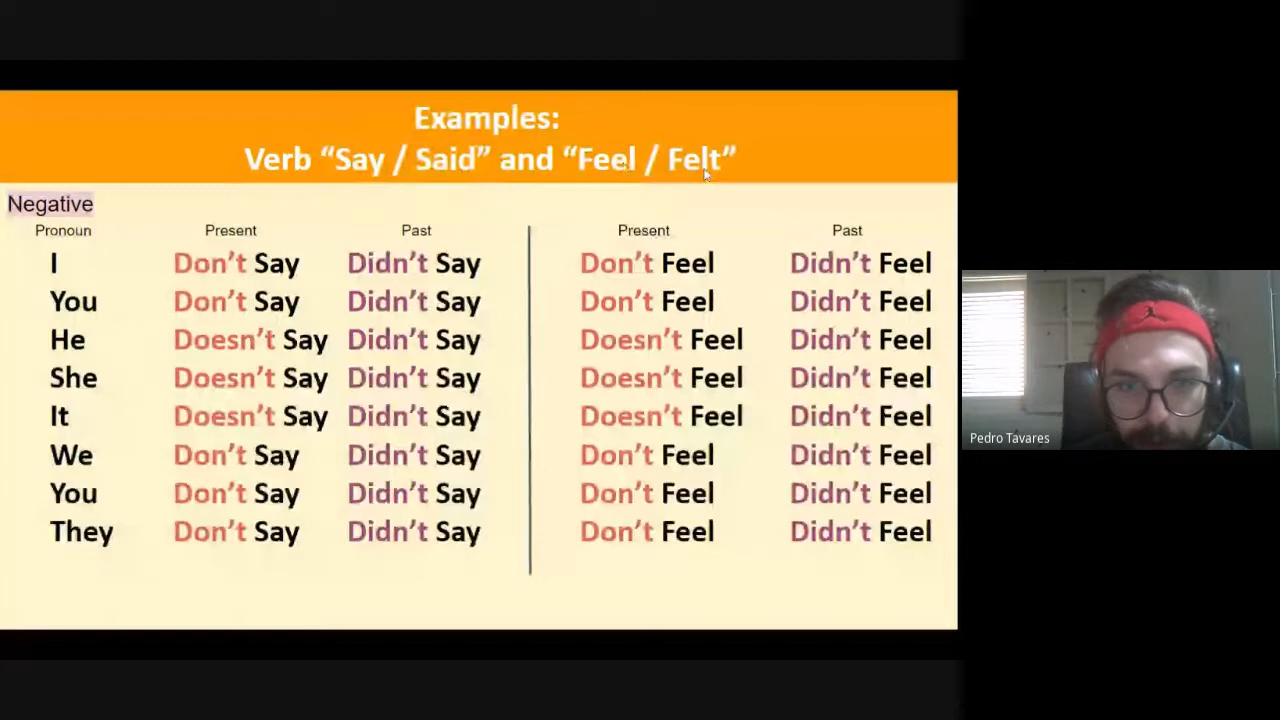 Examples:
Verb “Say / Said” and “Feel / Felt”
Negative
Pronoun Present Past Present Past
I Don’t Say Didn’t Say Don’t Feel Didn’t Feel
You Don’t Say Didn’t Say Don’t Feel Didn’t Feel
He Doesn’t Say Didn’t Say Doesn’t Feel Didn’t Feel
She Doesn’t Say Didn’t Say Doesn’t Feel Didn’t Feel
It Doesn’t Say Didn’t Say Doesn’t Feel Didn’t Feel
We Don’t Say Didn’t Say Don’t Feel Didn’t Feel
You Don’t Say Didn’t Say Don’t Feel Didn’t Feel
They Don’t Say Didn’t Say Don’t Feel Didn’t Feel
Pedro Tavares